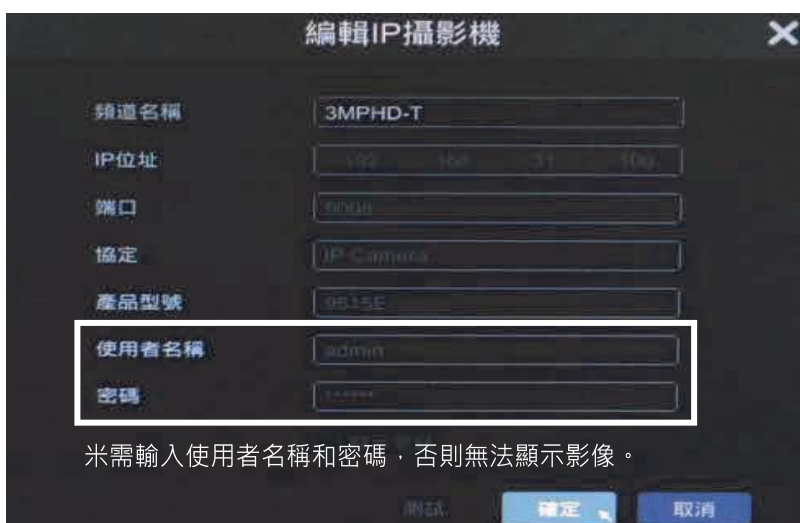 編輯IP攝影機
頻道名稱 3MPHD-T
IP位址
端口
協定 IP Camera
產品型號
使用者名稱 admin
密碼 ******
米需輸入使用者名稱和密碼，否則無法顯示影像。
測試 確定 取消